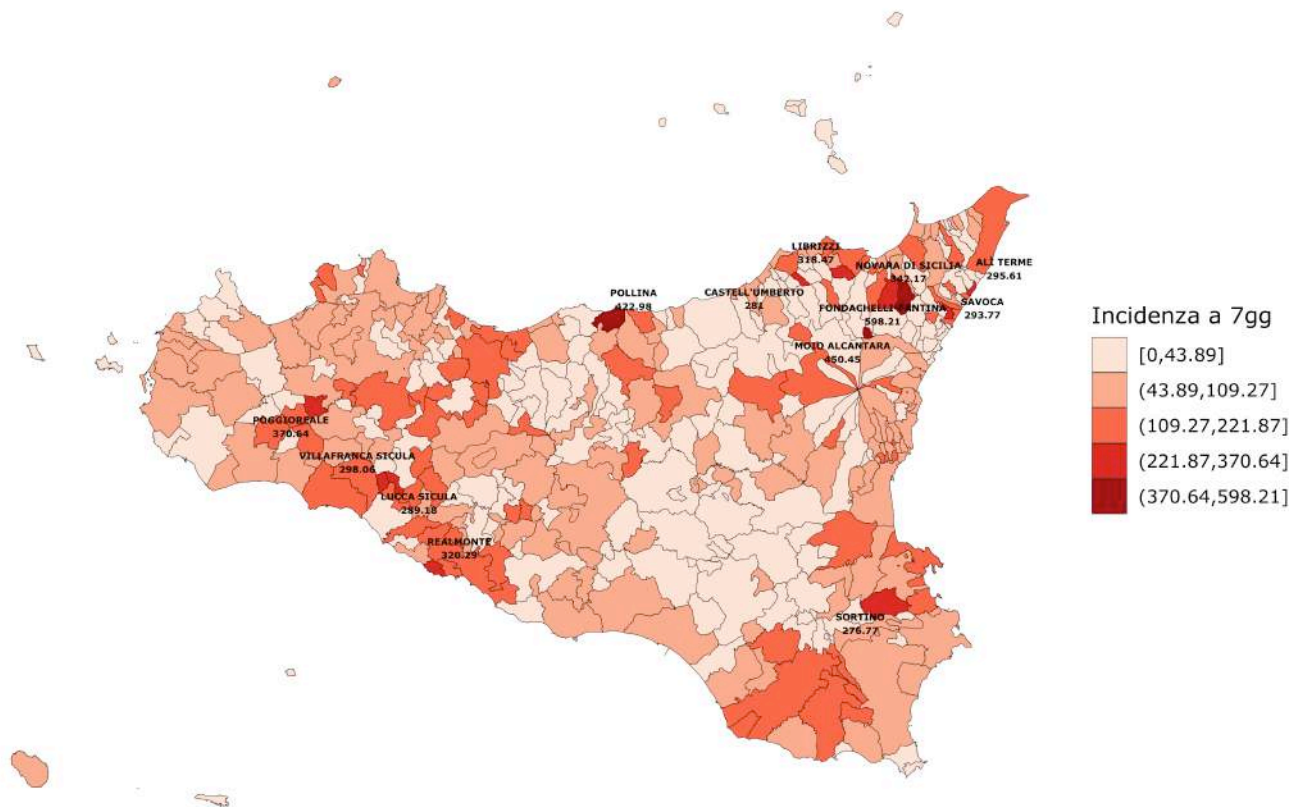 LIBRIZZI
318.47
NOVARA DI SICILIA
342.17
ALÌ TERME
295.61
POLLINA
422.98
CASTELL'UMBERTO
281
FONDACHELLI-FANTINA
598.21
SAVOCA
293.77
MOIO ALCANTARA
450.45
POGGIOREALE
370.64
VILLAFRANCA SICULA
298.06
LUCCA SICULA
289.18
REALMONTE
320.29
SORTINO
276.77
Incidenza a 7gg
[0,43.89]
(43.89,109.27]
(109.27,221.87]
(221.87,370.64]
(370.64,598.21]